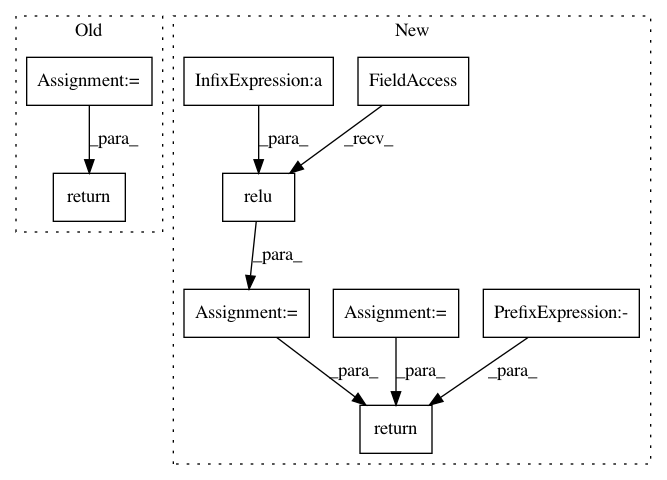 Old
New
Assignment:=
InfixExpression:a
FieldAccess
_para_
_para_
_recv_
return
relu
_para_
Assignment:=
Assignment:=
PrefixExpression:-
_para_
_para_
_para_
return